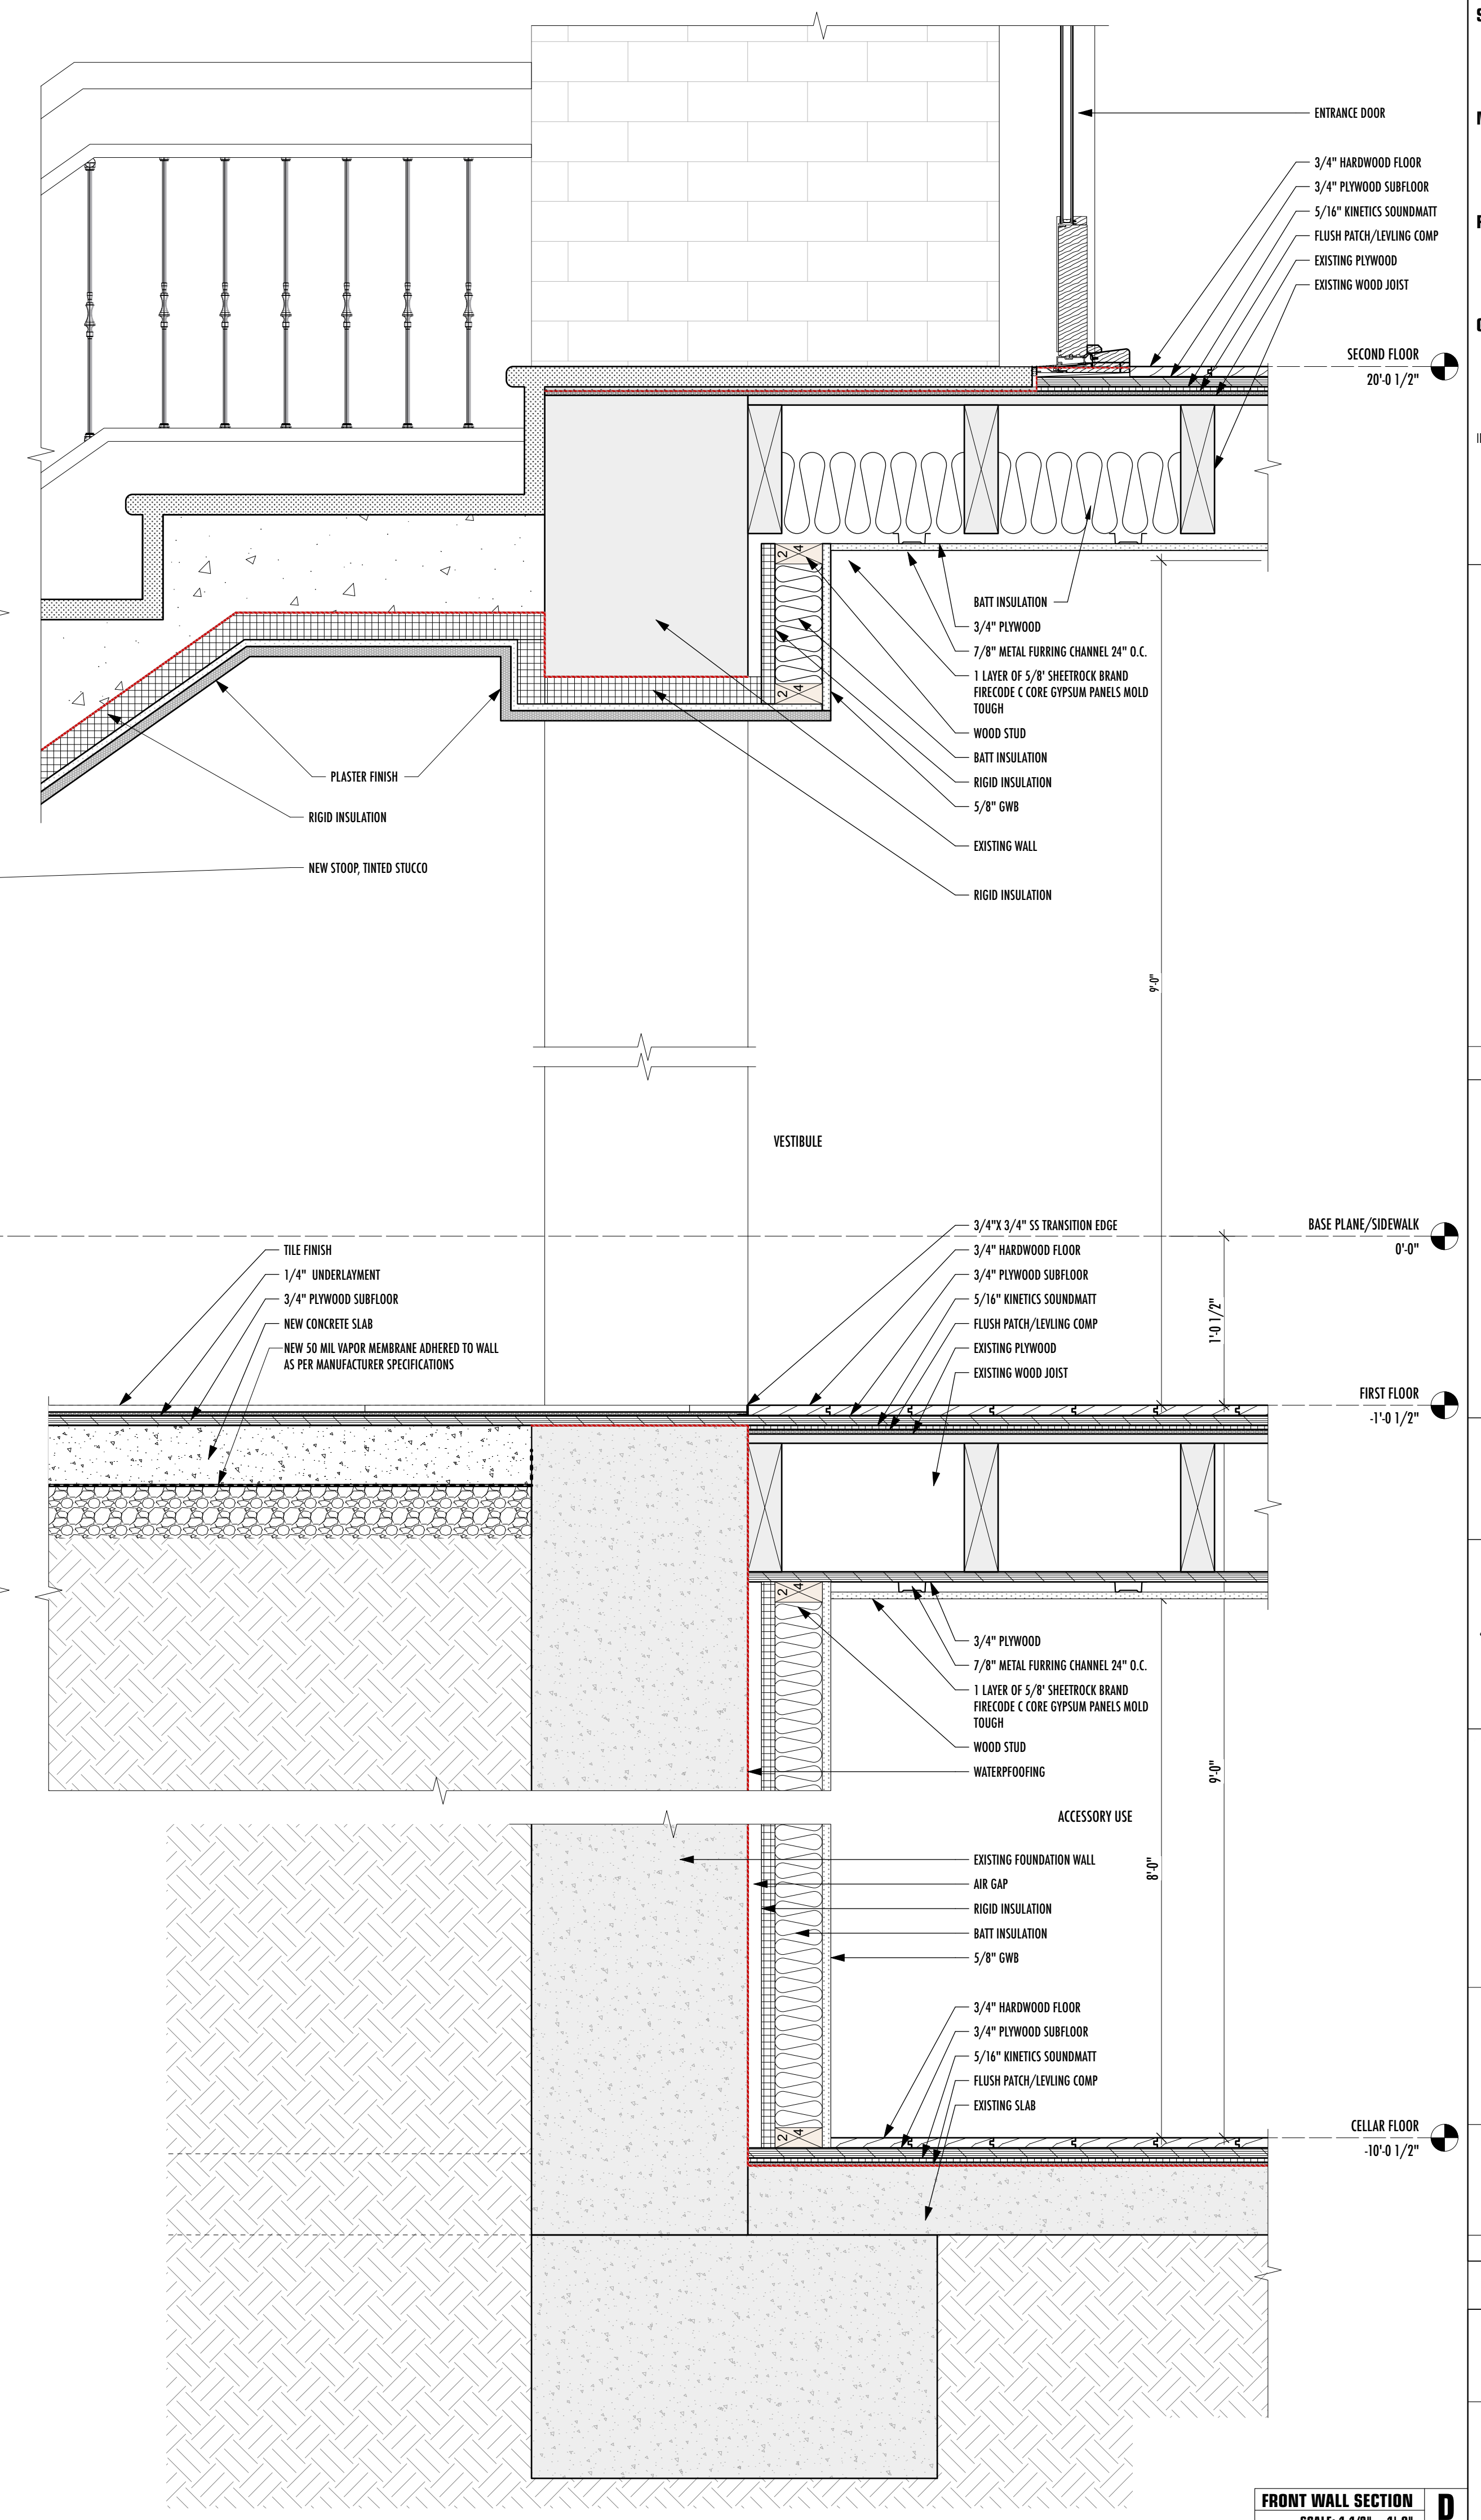 ENTRANCE DOOR
3/4" HARDWOOD FLOOR
3/4" PLYWOOD SUBFLOOR
5/16" KINETICS SOUNDMATT
FLUSH PATCH/LEVLING COMP
EXISTING PLYWOOD
EXISTING WOOD JOIST
SECOND FLOOR
20'-0 1/2"
2 4
2 4
BATT INSULATION
3/4" PLYWOOD
7/8" METAL FURRING CHANNEL 24" O.C.
1 LAYER OF 5/8' SHEETROCK BRAND
FIRECODE C CORE GYPSUM PANELS MOLD
TOUGH
WOOD STUD
BATT INSULATION
RIGID INSULATION
5/8" GWB
EXISTING WALL
RIGID INSULATION
PLASTER FINISH
RIGID INSULATION
NEW STOOP, TINTED STUCCO
9'-0"
VESTIBULE
BASE PLANE/SIDEWALK
0'-0"
TILE FINISH
1/4" UNDERLAYMENT
3/4" PLYWOOD SUBFLOOR
NEW CONCRETE SLAB
NEW 50 MIL VAPOR MEMBRANE ADHERED TO WALL
AS PER MANUFACTURER SPECIFICATIONS
3/4"X 3/4" SS TRANSITION EDGE
3/4" HARDWOOD FLOOR
3/4" PLYWOOD SUBFLOOR
5/16" KINETICS SOUNDMATT
FLUSH PATCH/LEVLING COMP
EXISTING PLYWOOD
EXISTING WOOD JOIST
1'-0 1/2"
FIRST FLOOR
-1'-0 1/2"
2 4
3/4" PLYWOOD
7/8" METAL FURRING CHANNEL 24" O.C.
1 LAYER OF 5/8' SHEETROCK BRAND
FIRECODE C CORE GYPSUM PANELS MOLD
TOUGH
WOOD STUD
WATERPFOOFING
9'-0"
ACCESSORY USE
8'-0"
EXISTING FOUNDATION WALL
AIR GAP
RIGID INSULATION
BATT INSULATION
5/8" GWB
3/4" HARDWOOD FLOOR
3/4" PLYWOOD SUBFLOOR
5/16" KINETICS SOUNDMATT
FLUSH PATCH/LEVLING COMP
EXISTING SLAB
2 4
CELLAR FLOOR
-10'-0 1/2"
FRONT WALL SECTION
D